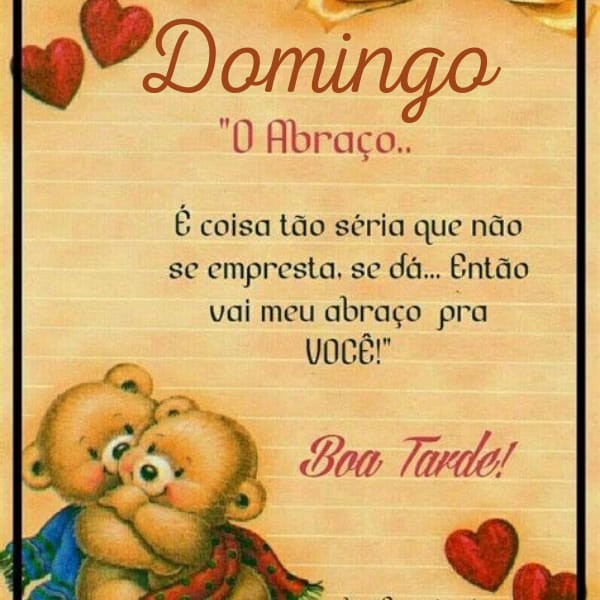 Domingo
"O Abraço..
É coisa tão séria que não
se empresta, se dá... Então
vai meu abraço pra
VOCÊ!"
Boa Tarde!